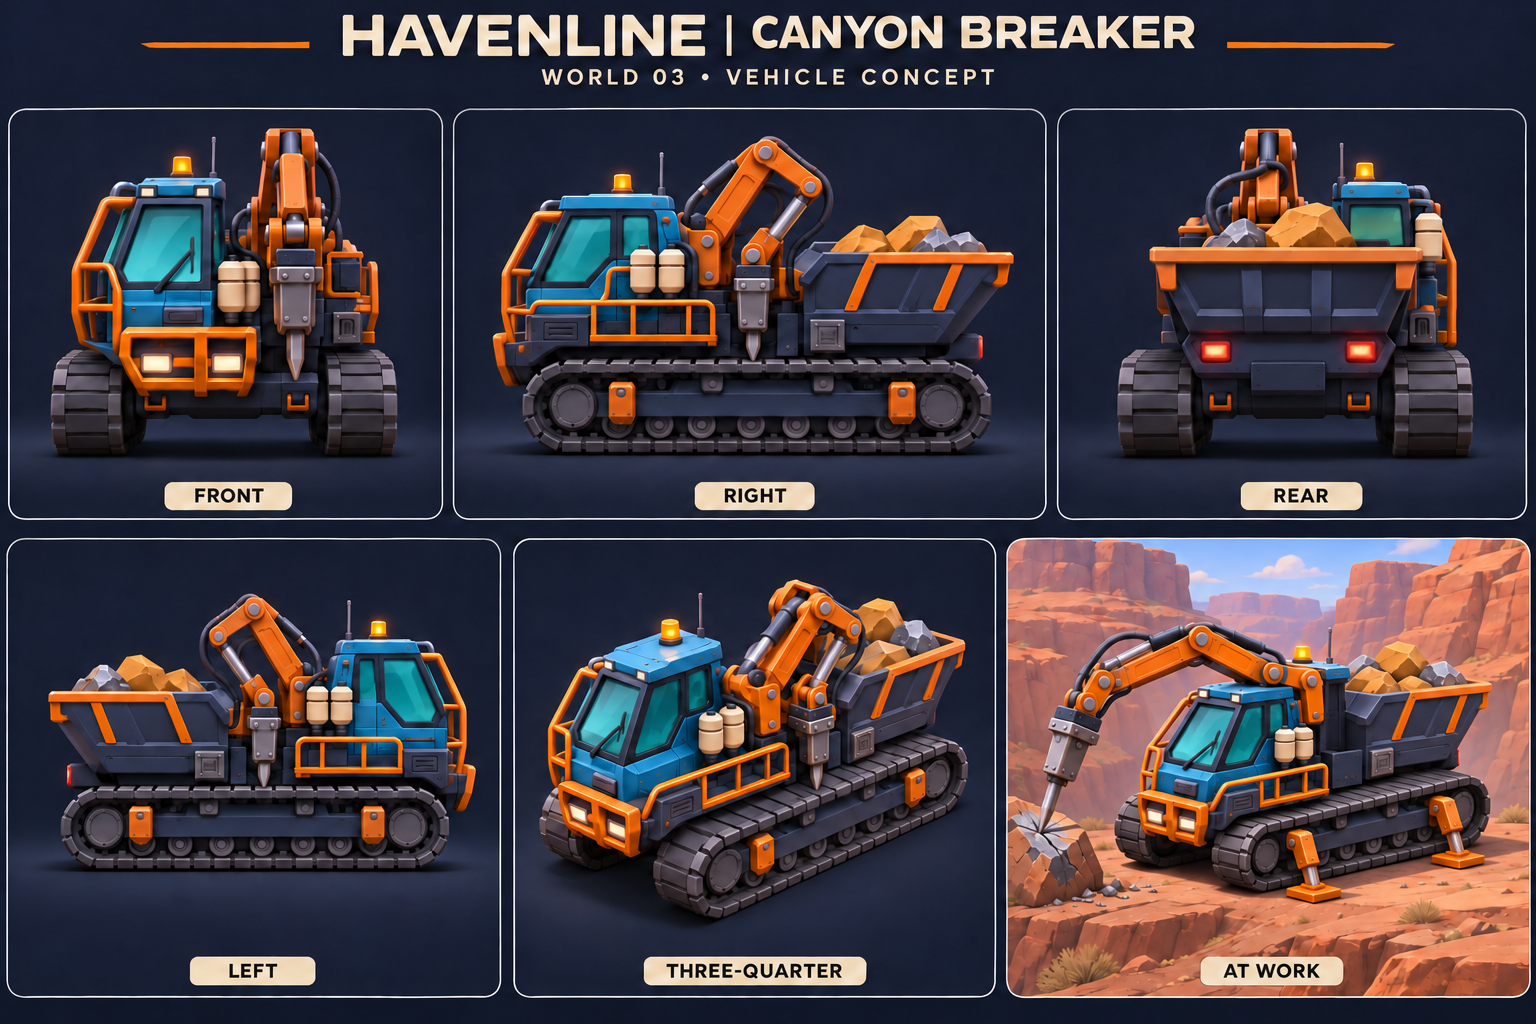 HAVENLINE | CANYON BREAKER
WORLD 03 • VEHICLE CONCEPT
FRONT
RIGHT
REAR
LEFT
THREE-QUARTER
AT WORK